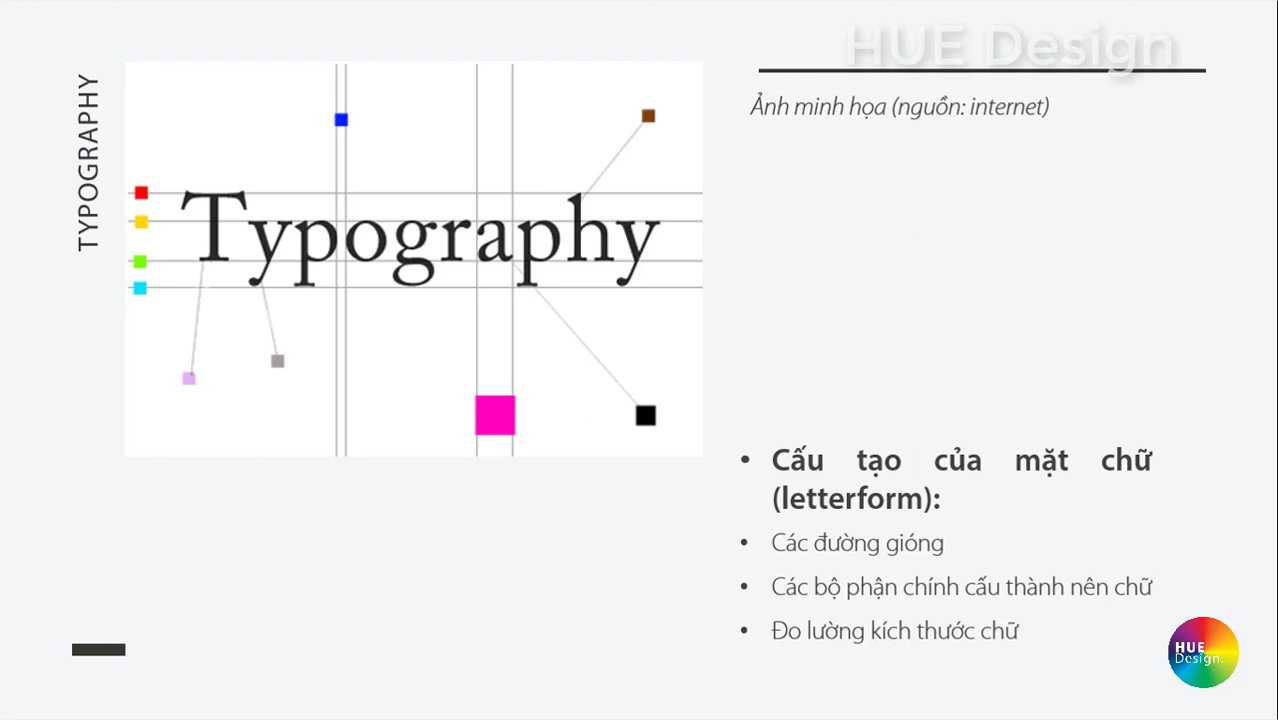 HUE Design
TYPOGRAPHY
Ảnh minh họa (nguồn: internet)
Typography
• Cấu tạo của mặt chữ
(letterform):
• Các đường gióng
• Các bộ phận chính cấu thành nên chữ
• Đo lường kích thước chữ
HUE
Design.